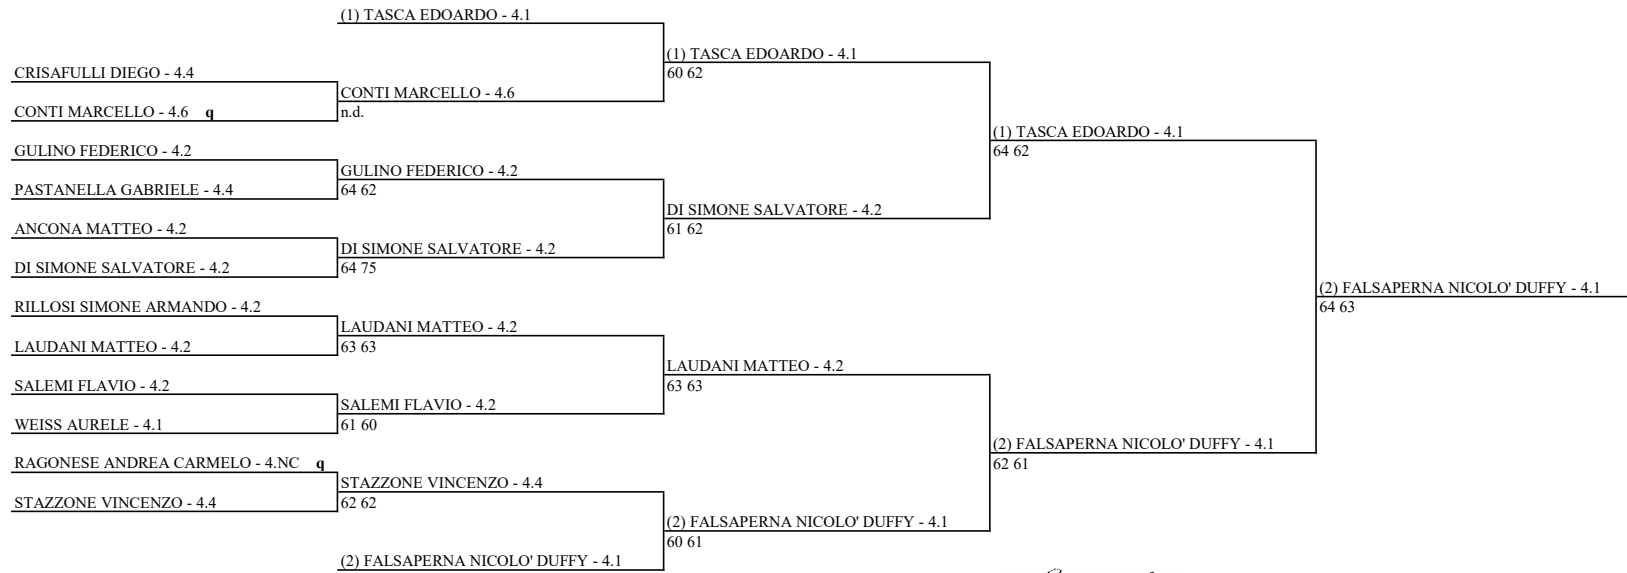 (1) TASCA EDOARDO - 4.1
(1) TASCA EDOARDO - 4.1
CRISAFULLI DIEGO - 4.4
60 62
CONTI MARCELLO - 4.6
CONTI MARCELLO - 4.6 q
n.d.
(1) TASCA EDOARDO - 4.1
GULINO FEDERICO - 4.2
64 62
GULINO FEDERICO - 4.2
PASTANELLA GABRIELE - 4.4
64 62
DI SIMONE SALVATORE - 4.2
ANCONA MATTEO - 4.2
61 62
DI SIMONE SALVATORE - 4.2
DI SIMONE SALVATORE - 4.2
64 75
(2) FALSAPERNA NICOLO' DUFFY - 4.1
RILLOSI SIMONE ARMANDO - 4.2
64 63
LAUDANI MATTEO - 4.2
LAUDANI MATTEO - 4.2
63 63
LAUDANI MATTEO - 4.2
SALEMI FLAVIO - 4.2
63 63
SALEMI FLAVIO - 4.2
WEISS AURELE - 4.1
61 60
(2) FALSAPERNA NICOLO' DUFFY - 4.1
RAGONESE ANDREA CARMELO - 4.NC q
62 61
STAZZONE VINCENZO - 4.4
STAZZONE VINCENZO - 4.4
62 62
(2) FALSAPERNA NICOLO' DUFFY - 4.1
60 61
(2) FALSAPERNA NICOLO' DUFFY - 4.1